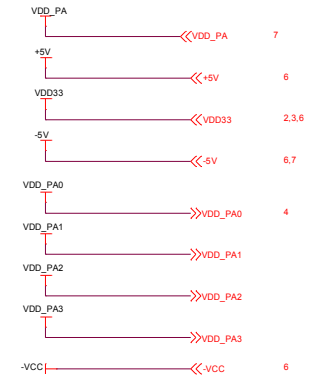 VDD_PA
VDD_PA 7
+5V
+5V 6
VDD33
VDD33 2,3,6
-5V
-5V 6,7
VDD_PA0
VDD_PA0 4
VDD_PA1
VDD_PA1
VDD_PA2
VDD_PA2
VDD_PA3
VDD_PA3
-VCC -VCC 6